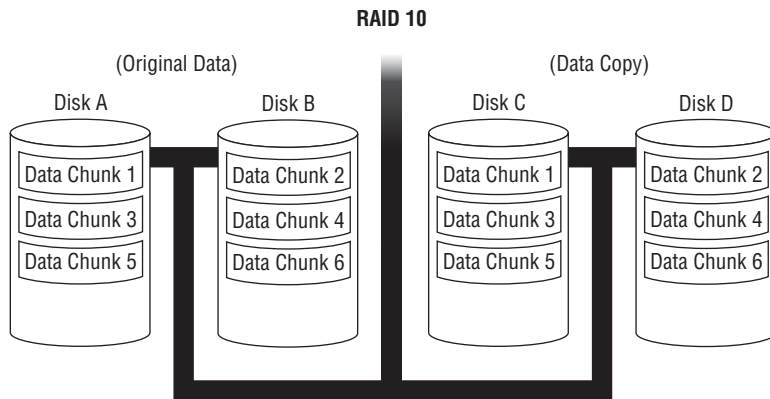 RAID 10
(Original Data)
(Data Copy)
Disk A
Disk B
Disk C
Disk D
Data Chunk 1
Data Chunk 2
Data Chunk 1
Data Chunk 2
Data Chunk 3
Data Chunk 4
Data Chunk 3
Data Chunk 4
Data Chunk 5
Data Chunk 6
Data Chunk 5
Data Chunk 6